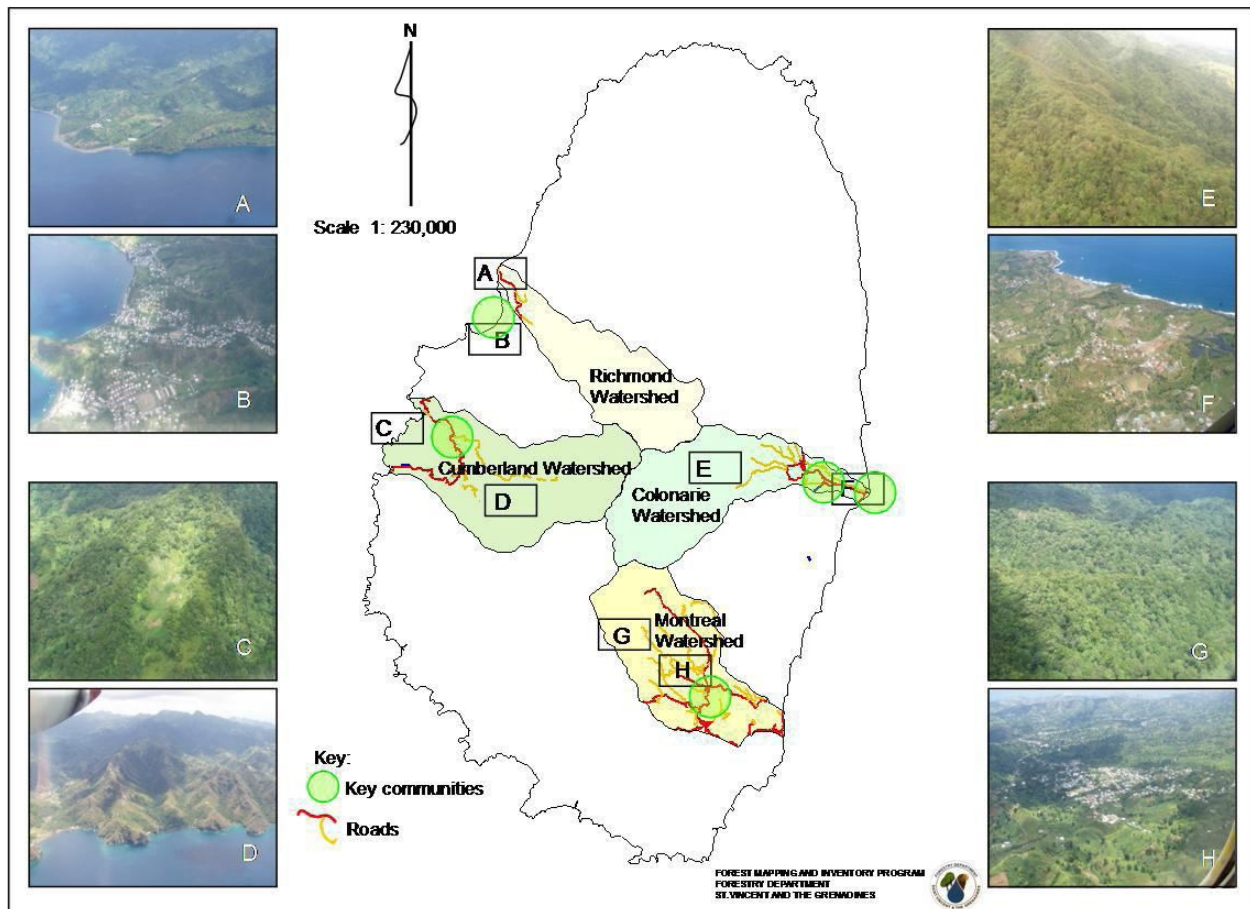 N
Scale 1: 230,000
A
B
C
D
E
F
G
H
A
B
Richmond
Watershed
C
Cumberland Watershed
D
E
Colonarie
Watershed
F
G
Montreal
Watershed
H
Key:
Key communities
Roads
FOREST MAPPING AND INVENTORY PROGRAM
FORESTRY DEPARTMENT
ST.VINCENT AND THE GRENADINES